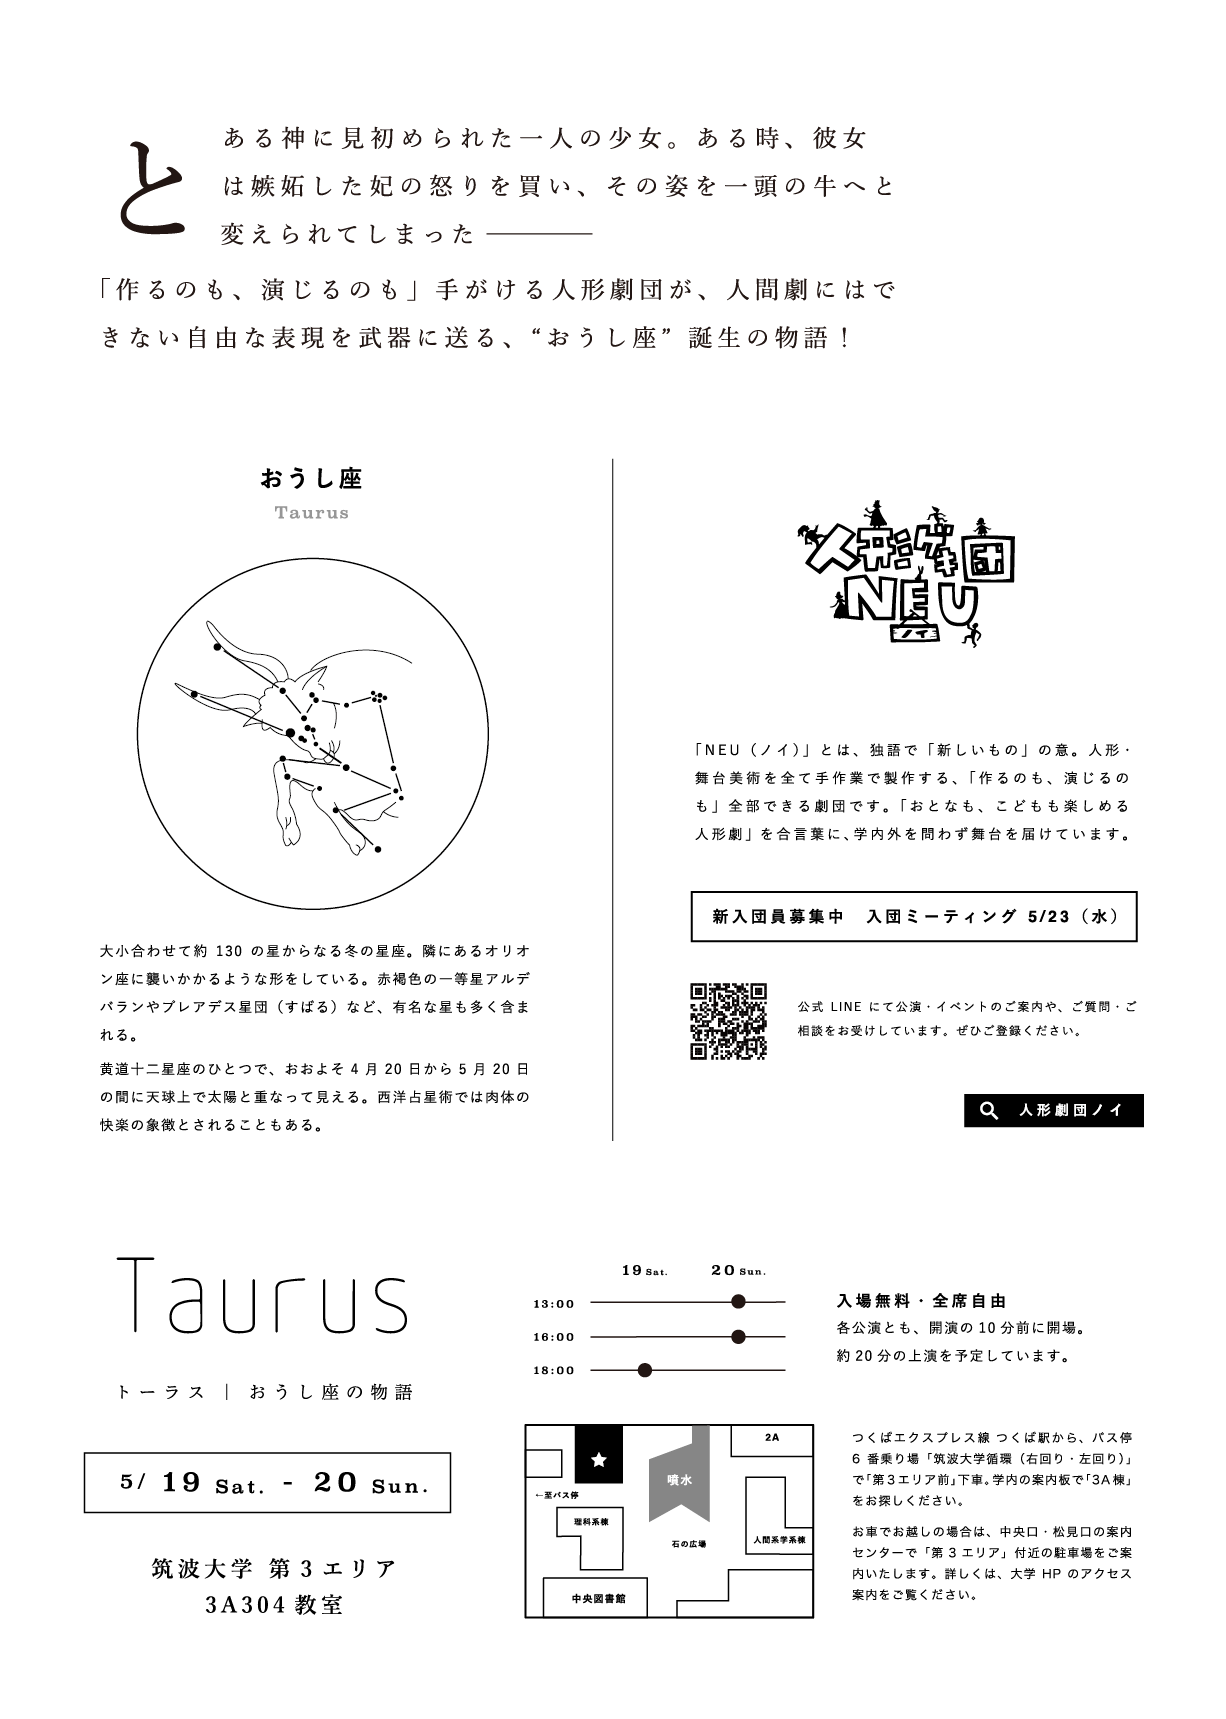 とある神に見初められた一人の少女。ある時、彼女
は嫉妬した妃の怒りを買い、その姿を一頭の牛へと
変えられてしまった ―――
「作るのも、演じるのも」手がける人形劇団が、人間劇にはで
きない自由な表現を武器に送る、“おうし座” 誕生の物語！
おうし座
Taurus
大小合わせて約 130 の星からなる冬の星座。隣にあるオリオ
ン座に襲いかかるような形をしている。赤褐色の一等星アルデ
バランやプレアデス星団（すばる）など、有名な星も多く含ま
れる。
黄道十二星座のひとつで、おおよそ 4 月 20 日から 5 月 20 日
の間に天球上で太陽と重なって見える。西洋占星術では肉体の
快楽の象徴とされることもある。
人形ゲキ団
NEU
ノイ
「NEU（ノイ）」とは、独語で「新しいもの」の意。人形・
舞台美術を全て手作業で製作する、「作るのも、演じるの
も」全部できる劇団です。「おとなも、こどもも楽しめる
人形劇」を合言葉に、学内外を問わず舞台を届けています。
新入団員募集中　入団ミーティング 5/23（水）
公式 LINE にて公演・イベントのご案内や、ご質問・ご
相談をお受けしています。ぜひご登録ください。
人形劇団ノイ
Taurus
トーラス｜おうし座の物語
5/ 19 Sat. - 20 Sun.
筑波大学 第 3 エリア
3A304 教室
19 Sat. 20 Sun.
13:00
16:00
18:00
入場無料・全席自由
各公演とも、開演の 10 分前に開場。
約 20 分の上演を予定しています。
2A
噴水
←至バス停
理科系棟
石の広場
人間系学系棟
中央図書館
つくばエクスプレス線 つくば駅から、バス停
6 番乗り場「筑波大学循環（右回り・左回り）」
で「第3エリア前」下車。学内の案内板で「3A棟」
をお探しください。
お車でお越しの場合は、中央口・松見口の案内
センターで「第 3 エリア」付近の駐車場をご案
内いたします。詳しくは、大学 HP のアクセス
案内をご覧ください。